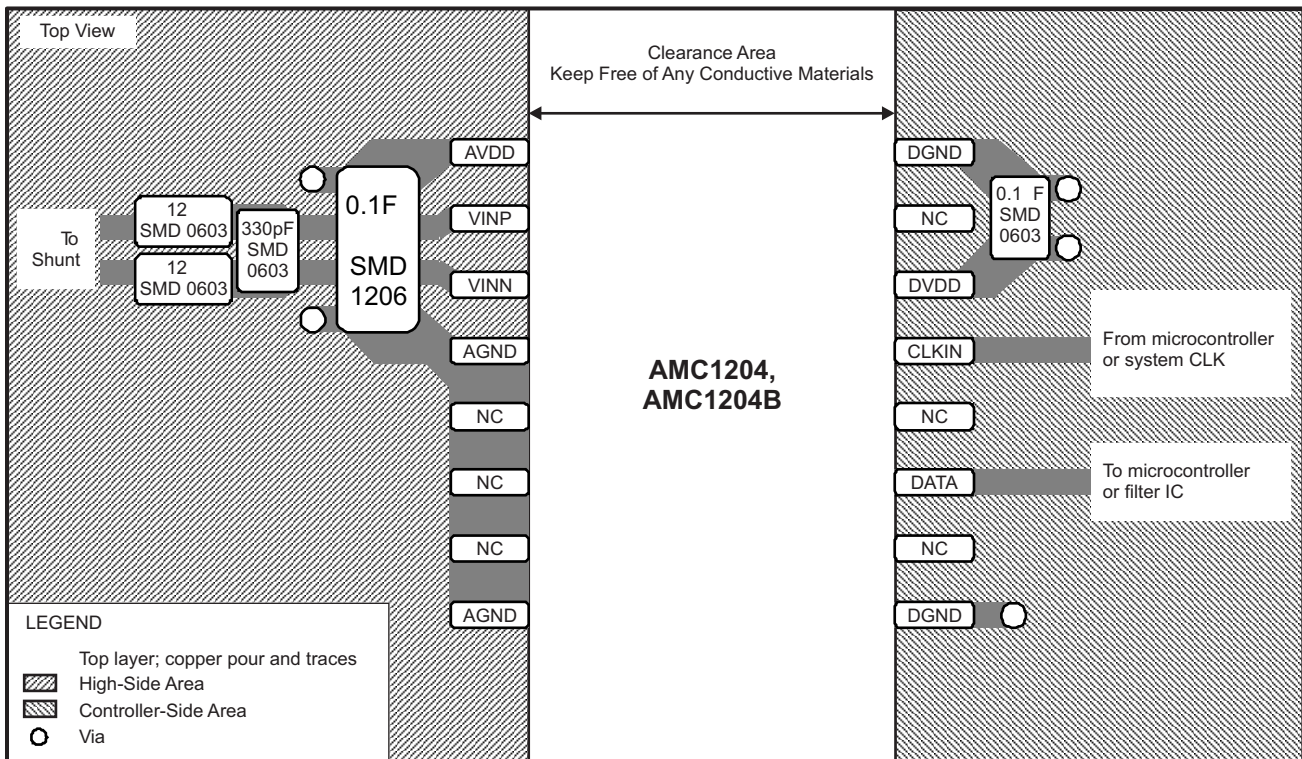 Top View
Clearance Area
Keep Free of Any Conductive Materials
AVDD
VINP
VINN
AGND
NC
NC
NC
AGND
0.1F
SMD
1206
330pF
SMD
0603
12
SMD 0603
12
SMD 0603
To
Shunt
AMC1204,
AMC1204B
DGND
NC
DVDD
CLKIN
NC
DATA
NC
DGND
0.1 F
SMD
0603
From microcontroller
or system CLK
To microcontroller
or filter IC
LEGEND
Top layer; copper pour and traces
High-Side Area
Controller-Side Area
Via